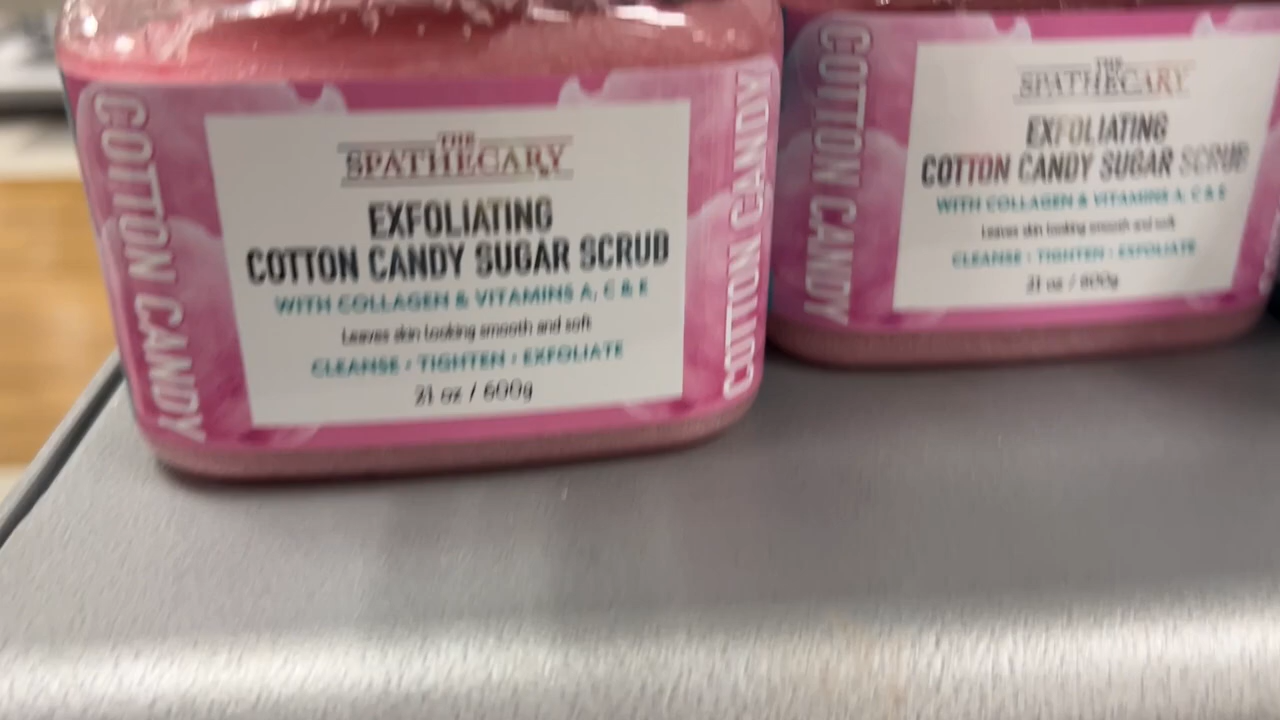 COTTON CANDY
THE
SPATHECARY
EXFOLIATING
COTTON CANDY SUGAR SCRUB
WITH COLLAGEN & VITAMINS A, C & E
Leaves skin looking smooth and soft
CLEANSE • TIGHTEN • EXFOLIATE
21 oz / 600g
COTTON CANDY
COTTON CANDY
THE
SPATHECARY
EXFOLIATING
COTTON CANDY SUGAR SCRUB
WITH COLLAGEN & VITAMINS A, C & E
Leaves skin looking smooth and soft
CLEANSE • TIGHTEN • EXFOLIATE
21 oz / 600g